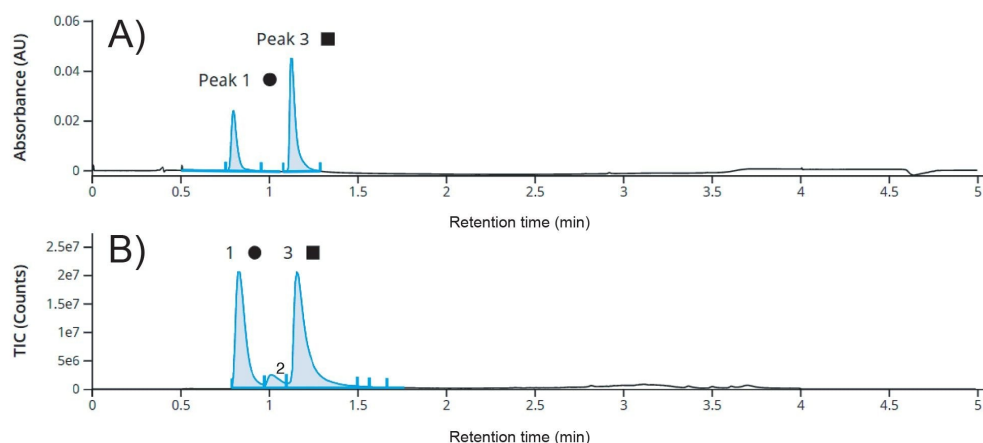 A)
Absorbance (AU)
0.06
0.04
0.02
0
Peak 1
Peak 3
0 0.5 1 1.5 2 2.5 3 3.5 4 4.5 5
Retention time (min)
B)
TIC (Counts)
2.5e7
2e7
1.5e7
1e7
5e6
0
1
3
2
0 0.5 1 1.5 2 2.5 3 3.5 4 4.5 5
Retention time (min)